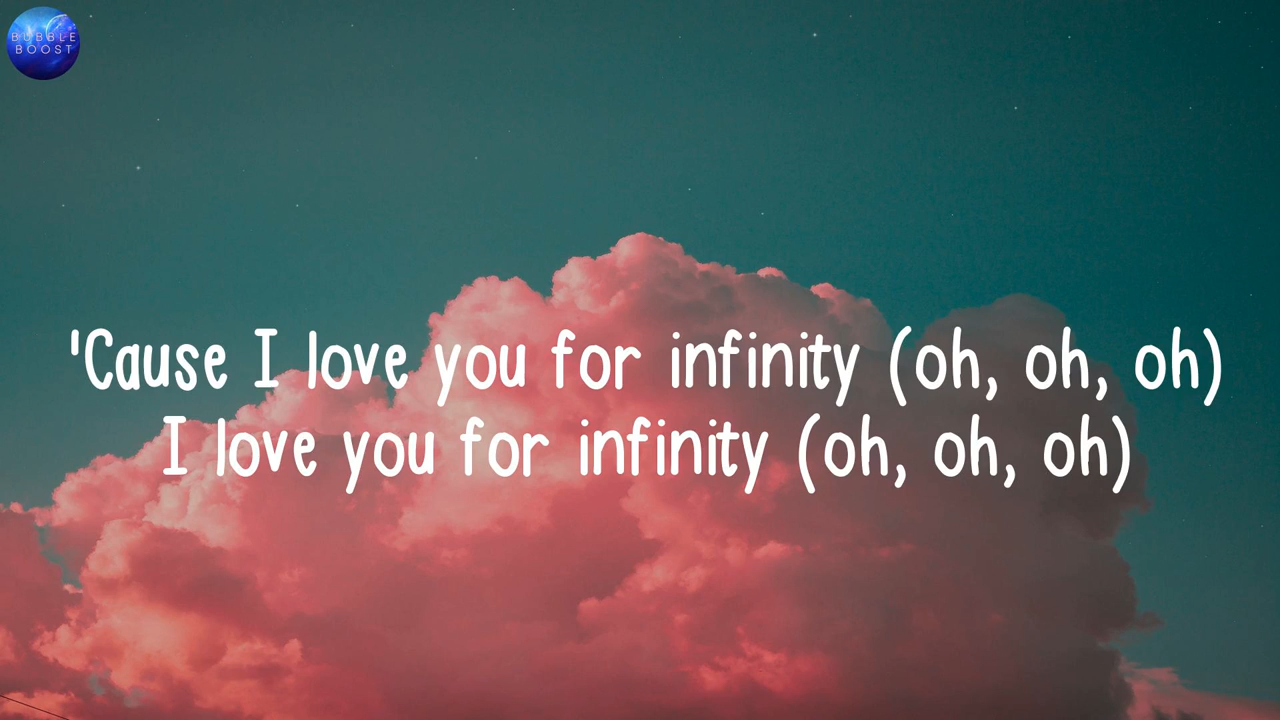 BUBBLE
BOOST
'Cause I love you for infinity (oh, oh, oh)
I love you for infinity (oh, oh, oh)